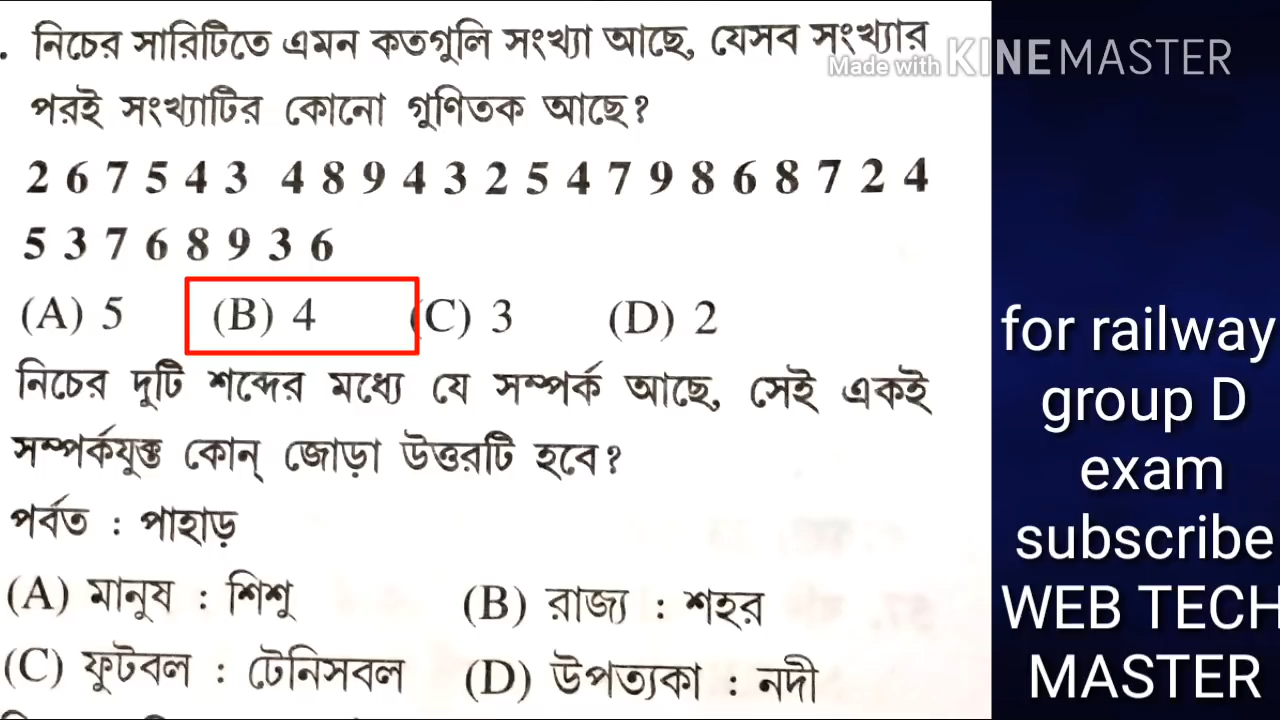 . নিচের সারিটিতে এমন কতগুলি সংখ্যা আছে, যেসব সংখ্যার
Made with KINEMASTER
পরই সংখ্যাটির কোনো গুণিতক আছে?
2 6 7 5 4 3 4 8 9 4 3 2 5 4 7 9 8 6 8 7 2 4
5 3 7 6 8 9 3 6
(A) 5 (B) 4 (C) 3 (D) 2
নিচের দুটি শব্দের মধ্যে যে সম্পর্ক আছে, সেই একই
সম্পর্কযুক্ত কোন্ জোড়া উত্তরটি হবে?
পর্বত : পাহাড়
(A) মানুষ : শিশু (B) রাজ্য : শহর
(C) ফুটবল : টেনিসবল (D) উপত্যকা : নদী
for railway
group D
exam
subscribe
WEB TECH
MASTER